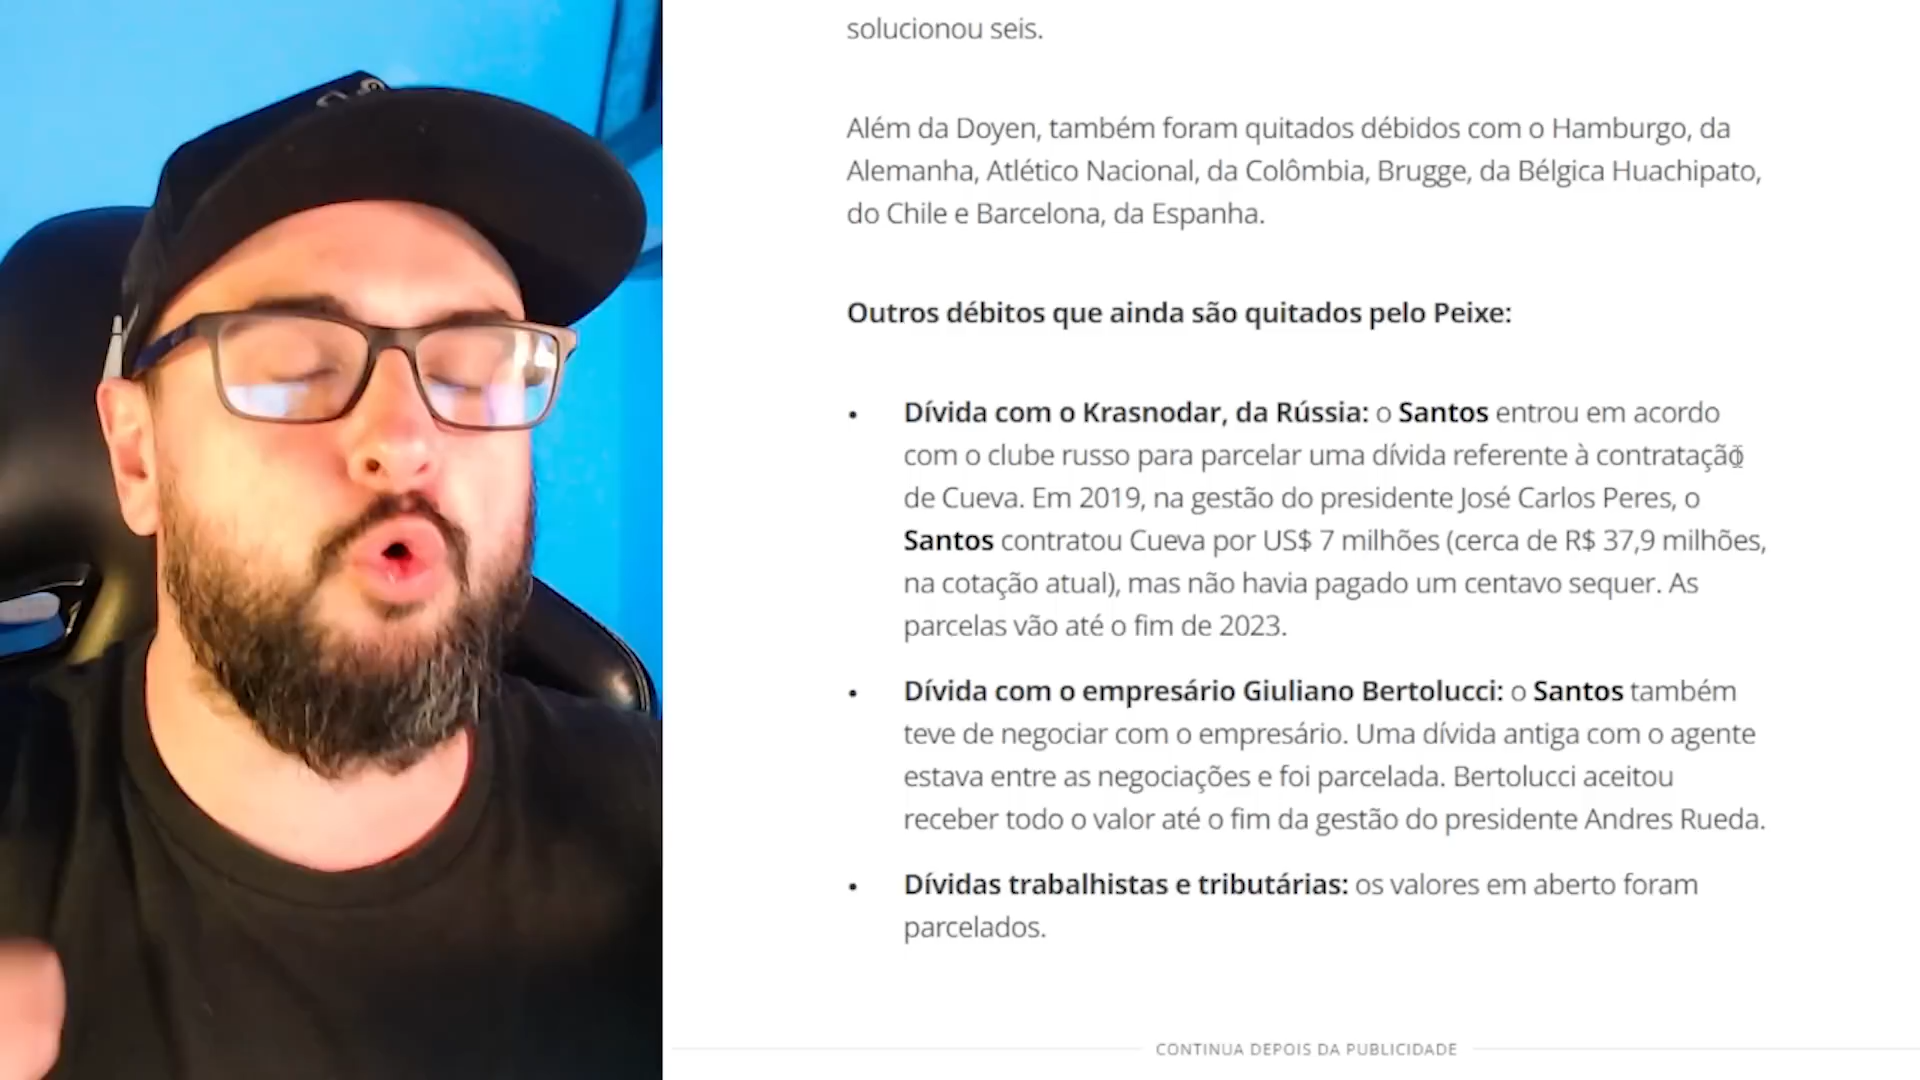 solucionou seis.
Além da Doyen, também foram quitados débidos com o Hamburgo, da
Alemanha, Atlético Nacional, da Colômbia, Brugge, da Bélgica Huachipato,
do Chile e Barcelona, da Espanha.
Outros débitos que ainda são quitados pelo Peixe:
• Dívida com o Krasnodar, da Rússia: o Santos entrou em acordo
com o clube russo para parcelar uma dívida referente à contratação
de Cueva. Em 2019, na gestão do presidente José Carlos Peres, o
Santos contratou Cueva por US$ 7 milhões (cerca de R$ 37,9 milhões,
na cotação atual), mas não havia pagado um centavo sequer. As
parcelas vão até o fim de 2023.
• Dívida com o empresário Giuliano Bertolucci: o Santos também
teve de negociar com o empresário. Uma dívida antiga com o agente
estava entre as negociações e foi parcelada. Bertolucci aceitou
receber todo o valor até o fim da gestão do presidente Andres Rueda.
• Dívidas trabalhistas e tributárias: os valores em aberto foram
parcelados.
CONTINUA DEPOIS DA PUBLICIDADE